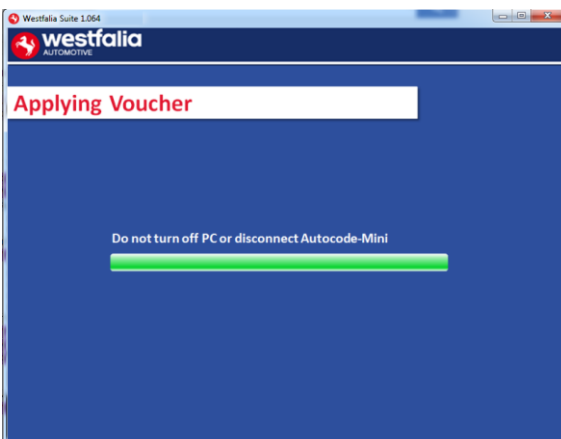 Westfalia Suite 1.064
westfalia
AUTOMOTIVE
Applying Voucher
Do not turn off PC or disconnect Autocode-Mini